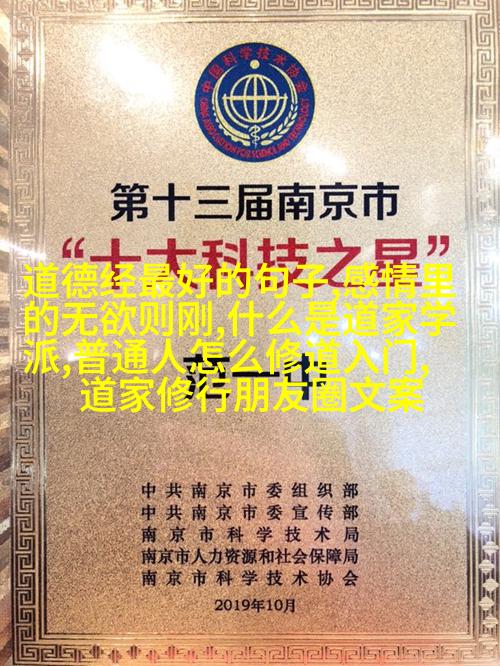 中国科学技术协会
CHINA ASSOCIATION FOR SCIENCE AND TECHNOLOGY
第十三届南京市
“十大科技之星”
道德经最好的句子,感情里
的无欲则刚,什么是道家学
派,普通人怎么修道入门,
道家修行朋友圈文案
中共南京市委组织部
中共南京市委宣传部
南京市科学技术局
南京市人力资源和社会保障局
南京市科学技术协会
2019年10月